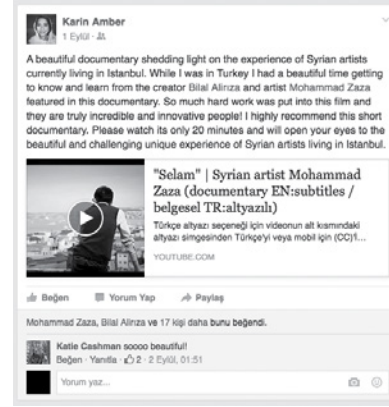 Karin Amber
1 Eylül ·
A beautiful documentary shedding light on the experience of Syrian artists
currently living in Istanbul. While I was in Turkey I had a beautiful time getting
to know and learn from the creator Bilal Alirıza and artist Mohammad Zaza
featured in this documentary. So much hard work was put into this film and
they are truly incredible and innovative people! I highly recommend this short
documentary. Please watch its only 20 minutes and will open your eyes to the
beautiful and challenging unique experience of Syrian artists living in Istanbul.
"Selam" | Syrian artist Mohammad
Zaza (documentary EN:subtitles /
belgesel TR:altyazılı)
Türkçe altyazı seçeneği için videonun alt kısmındaki
altyazı simgesinden Türkçe'yi veya mobil için (CC)'i...
YOUTUBE.COM
Beğen Yorum Yap Paylaş
Mohammad Zaza, Bilal Alirıza ve 17 kişi daha bunu beğendi.
Katie Cashman soooo beautiful!
Beğen · Yanıtla · 2 · 2 Eylül, 01:51
Yorum yaz...